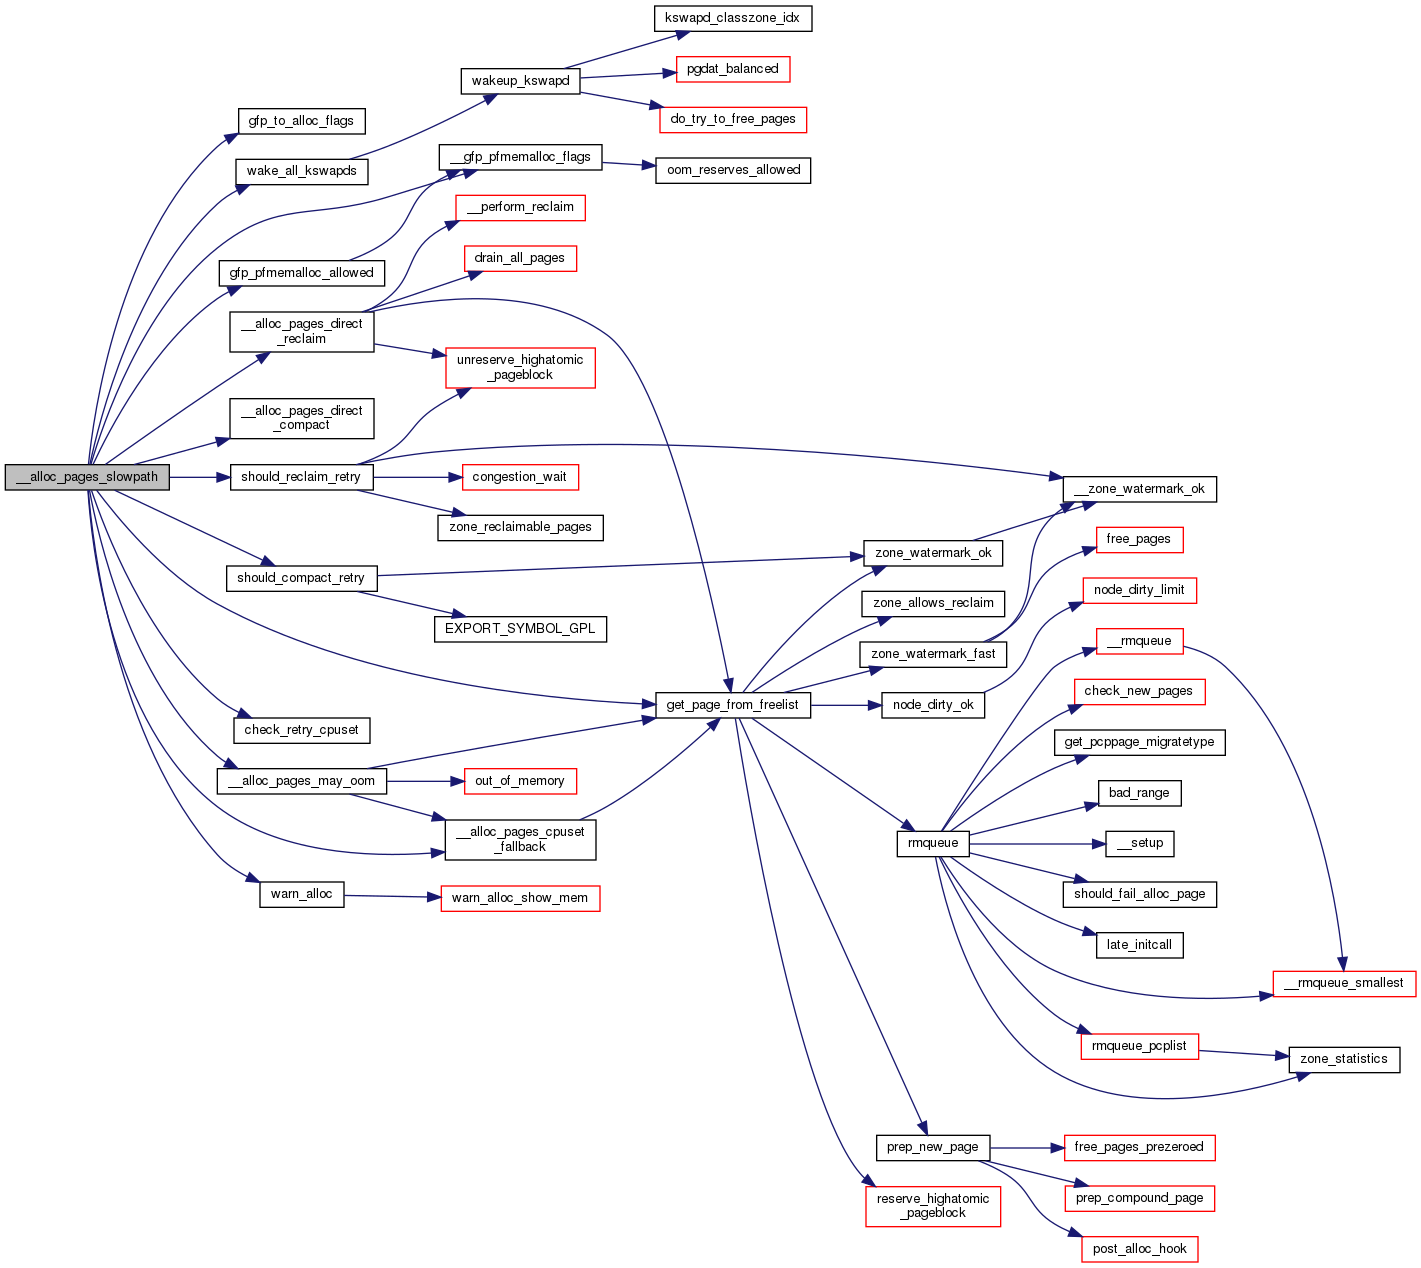 kswapd_classzone_idx
wakeup_kswapd
pgdat_balanced
do_try_to_free_pages
gfp_to_alloc_flags
wake_all_kswapds
__gfp_pfmemalloc_flags
oom_reserves_allowed
__perform_reclaim
drain_all_pages
gfp_pfmemalloc_allowed
__alloc_pages_direct
_reclaim
unreserve_highatomic
_pageblock
__alloc_pages_direct
_compact
__alloc_pages_slowpath
should_reclaim_retry
congestion_wait
zone_reclaimable_pages
__zone_watermark_ok
zone_watermark_ok
free_pages
should_compact_retry
EXPORT_SYMBOL_GPL
zone_allows_reclaim
node_dirty_limit
zone_watermark_fast
__rmqueue
get_page_from_freelist
node_dirty_ok
check_new_pages
check_retry_cpuset
get_pcppage_migratetype
__alloc_pages_may_oom
out_of_memory
bad_range
__alloc_pages_cpuset
_fallback
rmqueue
__setup
warn_alloc
warn_alloc_show_mem
should_fail_alloc_page
late_initcall
__rmqueue_smallest
rmqueue_pcplist
zone_statistics
prep_new_page
free_pages_prezeroed
reserve_highatomic
_pageblock
prep_compound_page
post_alloc_hook